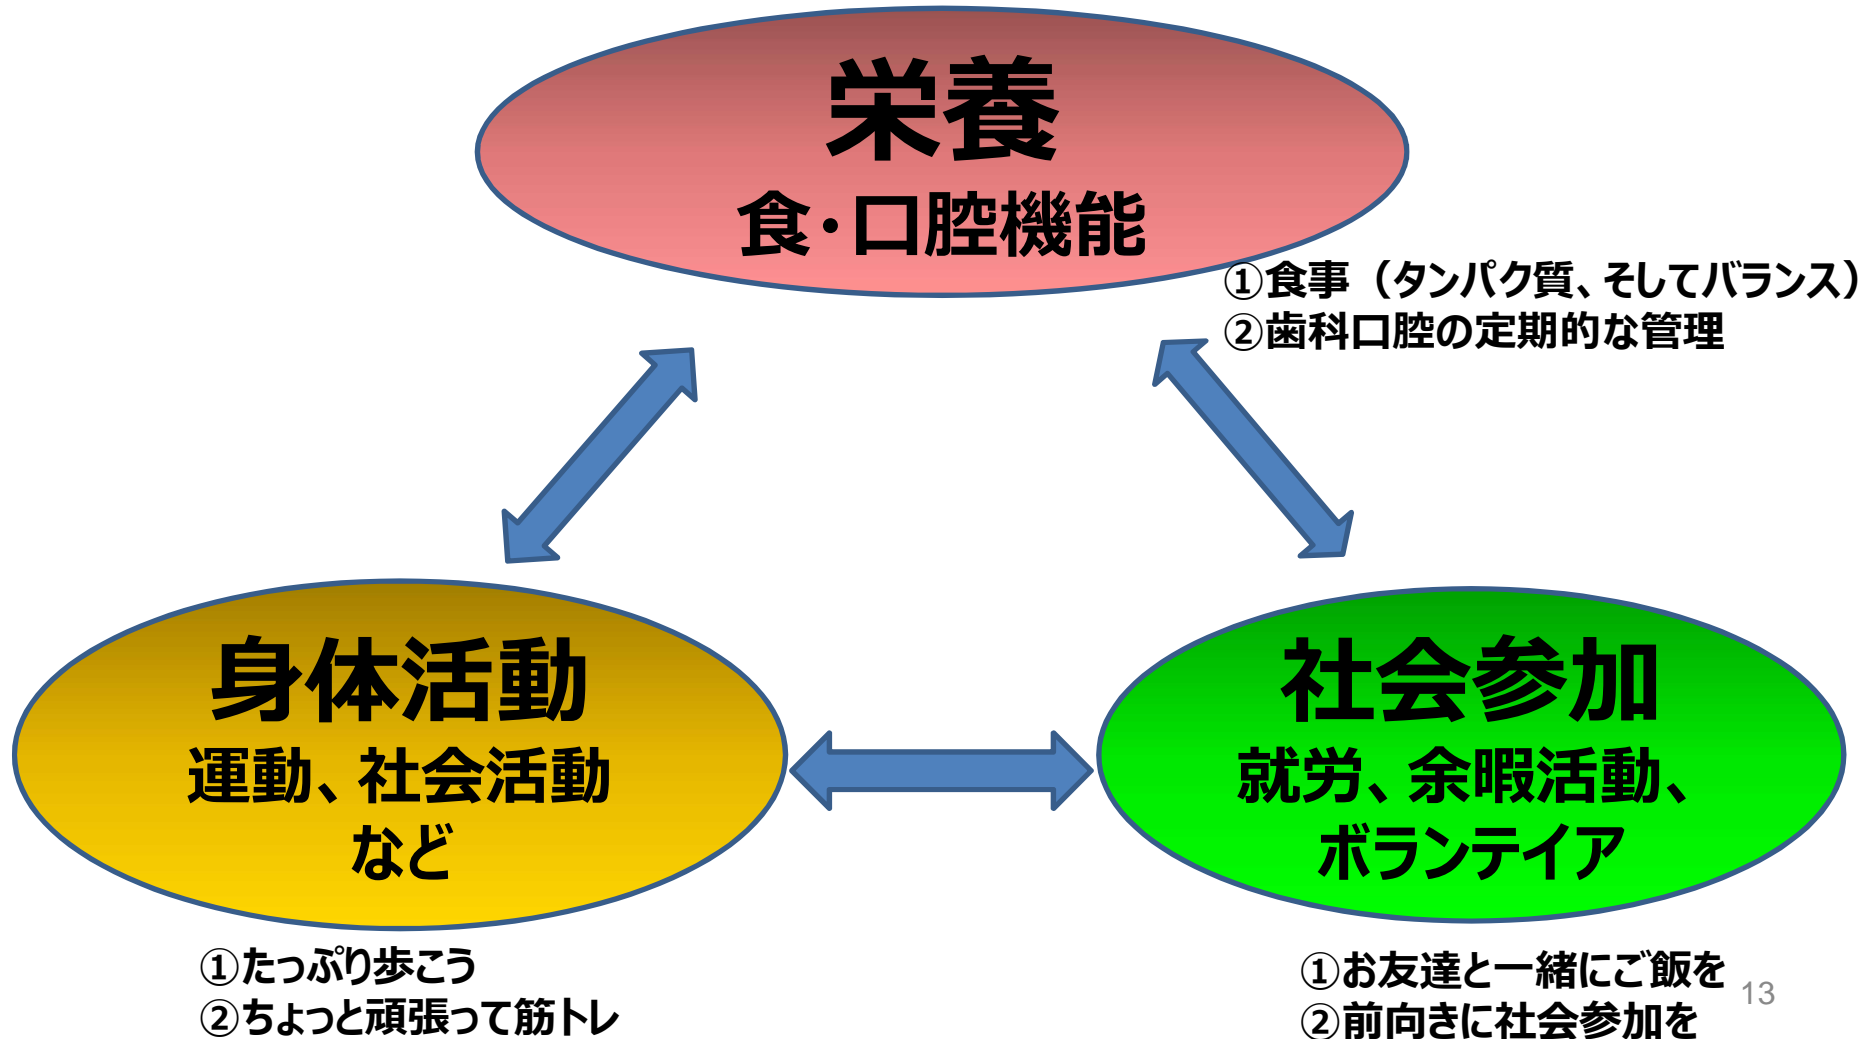 栄養
食・口腔機能
①食事（タンパク質、そしてバランス）
②歯科口腔の定期的な管理
身体活動
運動、社会活動
など
①たっぷり歩こう
②ちょっと頑張って筋トレ
社会参加
就労、余暇活動、
ボランテイア
①お友達と一緒にご飯を
②前向きに社会参加を
13